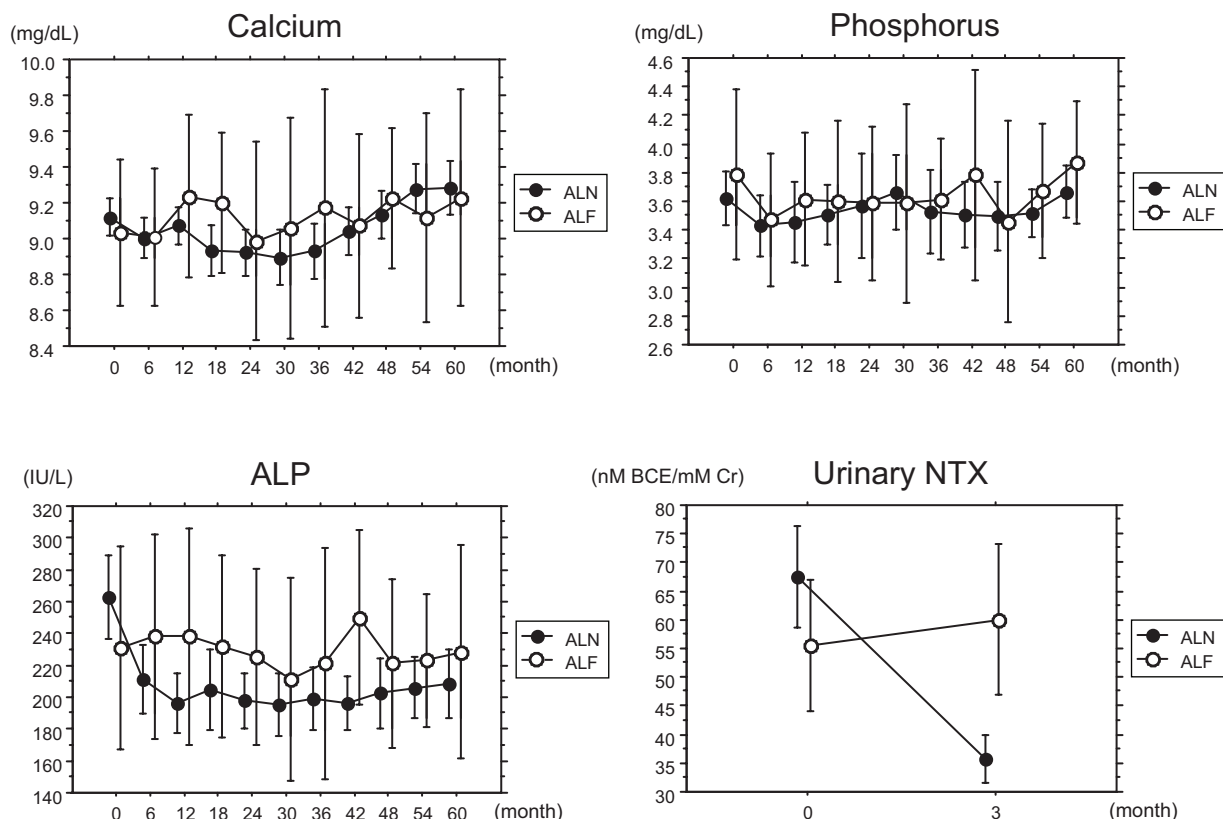 Calcium
(mg/dL)
10.0
9.8
9.6
9.4
9.2
9.0
8.8
8.6
8.4
0 6 12 18 24 30 36 42 48 54 60 (month)
ALN
ALF
Phosphorus
(mg/dL)
4.6
4.4
4.2
4.0
3.8
3.6
3.4
3.2
3.0
2.8
2.6
0 6 12 18 24 30 36 42 48 54 60 (month)
ALN
ALF
ALP
(IU/L)
320
300
280
260
240
220
200
180
160
140
0 6 12 18 24 30 36 42 48 54 60 (month)
ALN
ALF
Urinary NTX
(nM BCE/mM Cr)
80
75
70
65
60
55
50
45
40
35
30
0 3 (month)
ALN
ALF